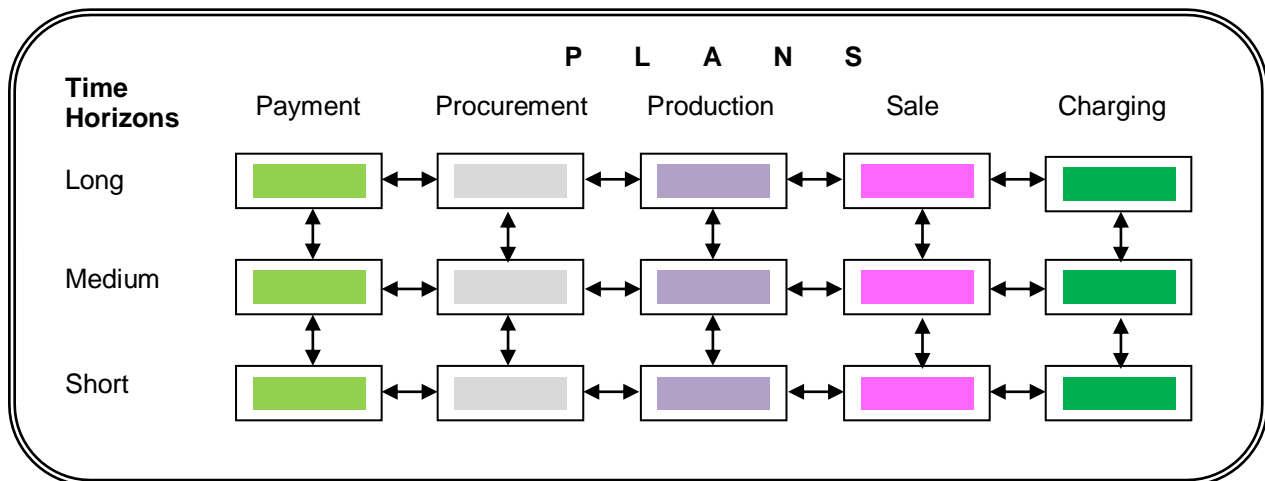 P L A N S
Time
Horizons
Payment Procurement Production Sale Charging
Long
Medium
Short